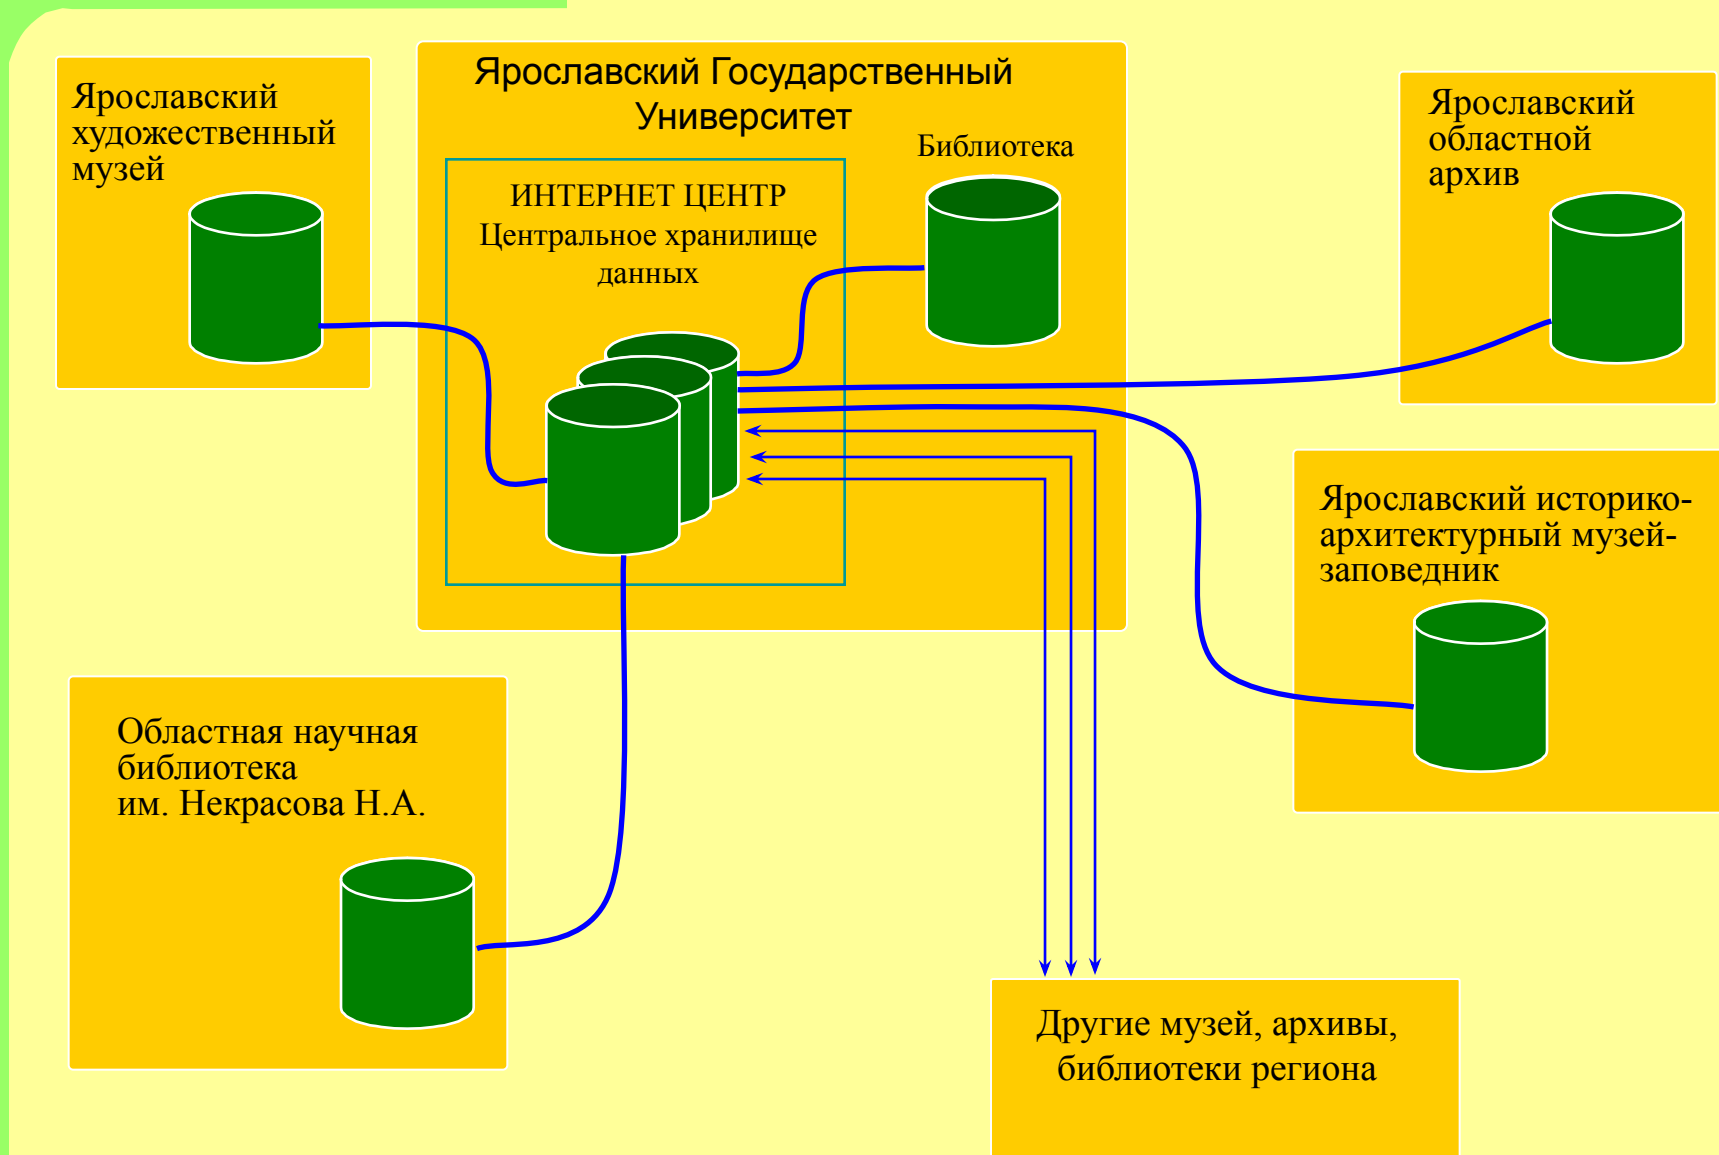 Ярославский
художественный
музей
Ярославский Государственный
Университет
Библиотека
ИНТЕРНЕТ ЦЕНТР
Центральное хранилище
данных
Ярославский
областной
архив
Ярославский историко-
архитектурный музей-
заповедник
Областная научная
библиотека
им. Некрасова Н.А.
Другие музей, архивы,
библиотеки региона